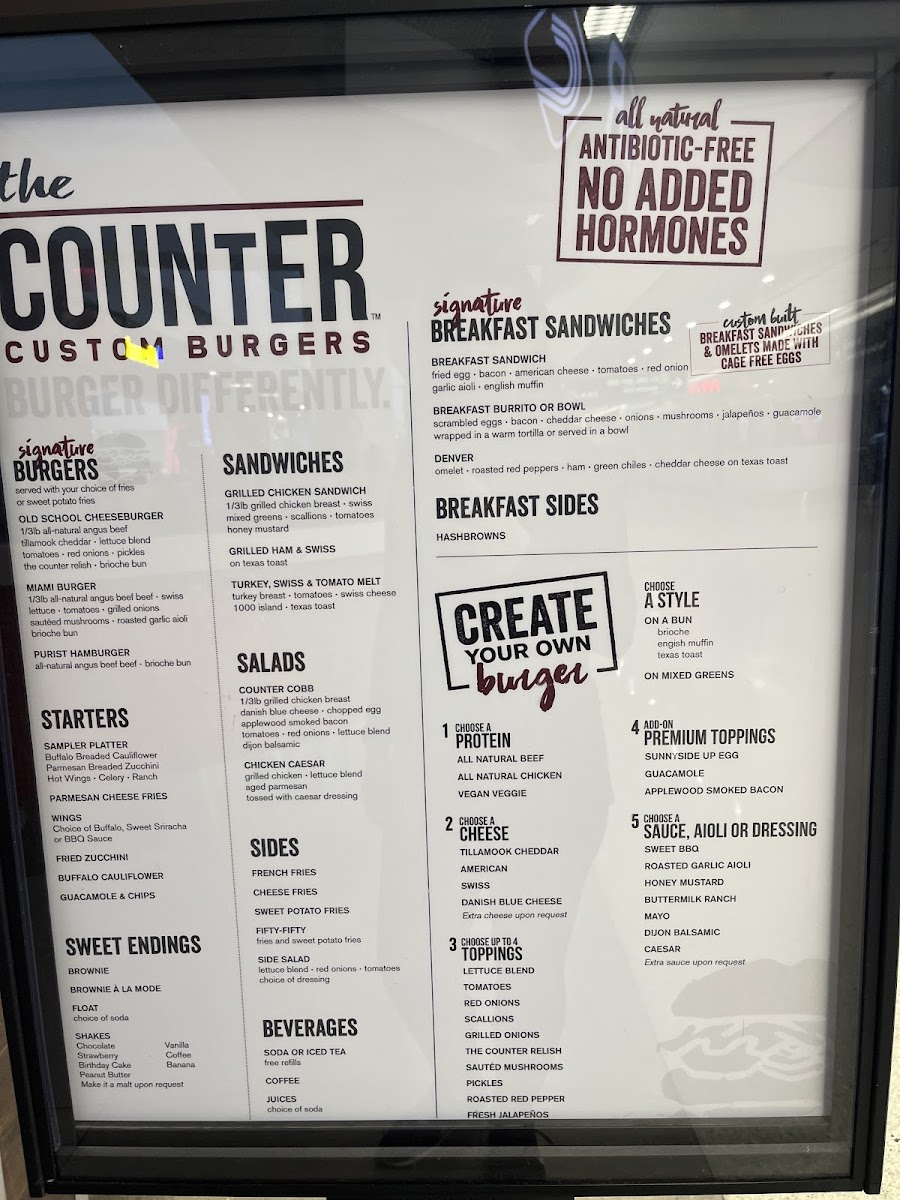 the
COUNTER™
CUSTOM BURGERS
BURGER DIFFERENTLY.
all natural
ANTIBIOTIC-FREE
NO ADDED
HORMONES
signature
BURGERS
served with your choice of fries
or sweet potato fries
OLD SCHOOL CHEESEBURGER
1/3lb all-natural angus beef
tillamook cheddar • lettuce blend
tomatoes • red onions • pickles
the counter relish • brioche bun
MIAMI BURGER
1/3lb all-natural angus beef beef • swiss
lettuce • tomatoes • grilled onions
sautéed mushrooms • roasted garlic aioli
brioche bun
PURIST HAMBURGER
all-natural angus beef beef • brioche bun
STARTERS
SAMPLER PLATTER
Buffalo Breaded Cauliflower
Parmesan Breaded Zucchini
Hot Wings • Celery • Ranch
PARMESAN CHEESE FRIES
WINGS
Choice of Buffalo, Sweet Sriracha
or BBQ Sauce
FRIED ZUCCHINI
BUFFALO CAULIFLOWER
GUACAMOLE & CHIPS
SWEET ENDINGS
BROWNIE
BROWNIE À LA MODE
FLOAT
choice of soda
SHAKES
Chocolate Vanilla
Strawberry Coffee
Birthday Cake Banana
Peanut Butter
Make it a malt upon request
SANDWICHES
GRILLED CHICKEN SANDWICH
1/3lb grilled chicken breast • swiss
mixed greens • scallions • tomatoes
honey mustard
GRILLED HAM & SWISS
on texas toast
TURKEY, SWISS & TOMATO MELT
turkey breast • tomatoes • swiss cheese
1000 island • texas toast
SALADS
COUNTER COBB
1/3lb grilled chicken breast
danish blue cheese • chopped egg
applewood smoked bacon
tomatoes • red onions • lettuce blend
dijon balsamic
CHICKEN CAESAR
grilled chicken • lettuce blend
aged parmesan
tossed with caesar dressing
SIDES
FRENCH FRIES
CHEESE FRIES
SWEET POTATO FRIES
FIFTY-FIFTY
fries and sweet potato fries
SIDE SALAD
lettuce blend • red onions • tomatoes
choice of dressing
BEVERAGES
SODA OR ICED TEA
free refills
COFFEE
JUICES
choice of soda
signature
BREAKFAST SANDWICHES
custom built
BREAKFAST SANDWICHES
& OMELETS MADE WITH
CAGE FREE EGGS
BREAKFAST SANDWICH
fried egg • bacon • american cheese • tomatoes • red onion
garlic aioli • english muffin
BREAKFAST BURRITO OR BOWL
scrambled eggs • bacon • cheddar cheese • onions • mushrooms • jalapeños • guacamole
wrapped in a warm tortilla or served in a bowl
DENVER
omelet • roasted red peppers • ham • green chiles • cheddar cheese on texas toast
BREAKFAST SIDES
HASHBROWNS
CREATE
YOUR OWN
burger
CHOOSE
A STYLE
ON A BUN
brioche
engish muffin
texas toast
ON MIXED GREENS
1 CHOOSE A
PROTEIN
ALL NATURAL BEEF
ALL NATURAL CHICKEN
VEGAN VEGGIE
2 CHOOSE A
CHEESE
TILLAMOOK CHEDDAR
AMERICAN
SWISS
DANISH BLUE CHEESE
Extra cheese upon request
3 CHOOSE UP TO 4
TOPPINGS
LETTUCE BLEND
TOMATOES
RED ONIONS
SCALLIONS
GRILLED ONIONS
THE COUNTER RELISH
SAUTÉD MUSHROOMS
PICKLES
ROASTED RED PEPPER
FRESH JALAPEÑOS
4 ADD-ON
PREMIUM TOPPINGS
SUNNYSIDE UP EGG
GUACAMOLE
APPLEWOOD SMOKED BACON
5 CHOOSE A
SAUCE, AIOLI OR DRESSING
SWEET BBQ
ROASTED GARLIC AIOLI
HONEY MUSTARD
BUTTERMILK RANCH
MAYO
DIJON BALSAMIC
CAESAR
Extra sauce upon request